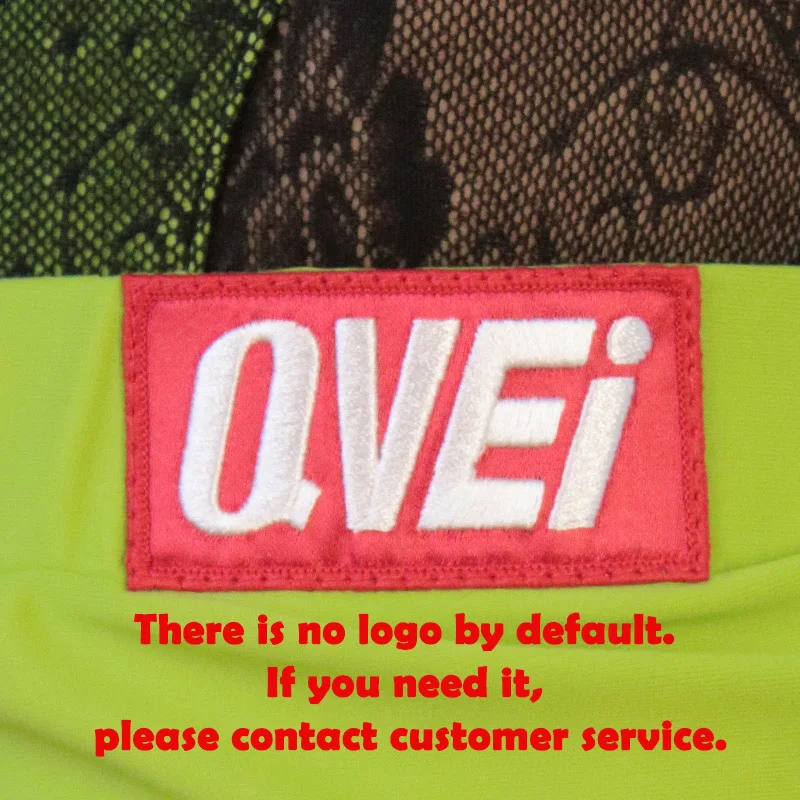 QVEi
There is no logo by default.
If you need it,
please contact customer service.